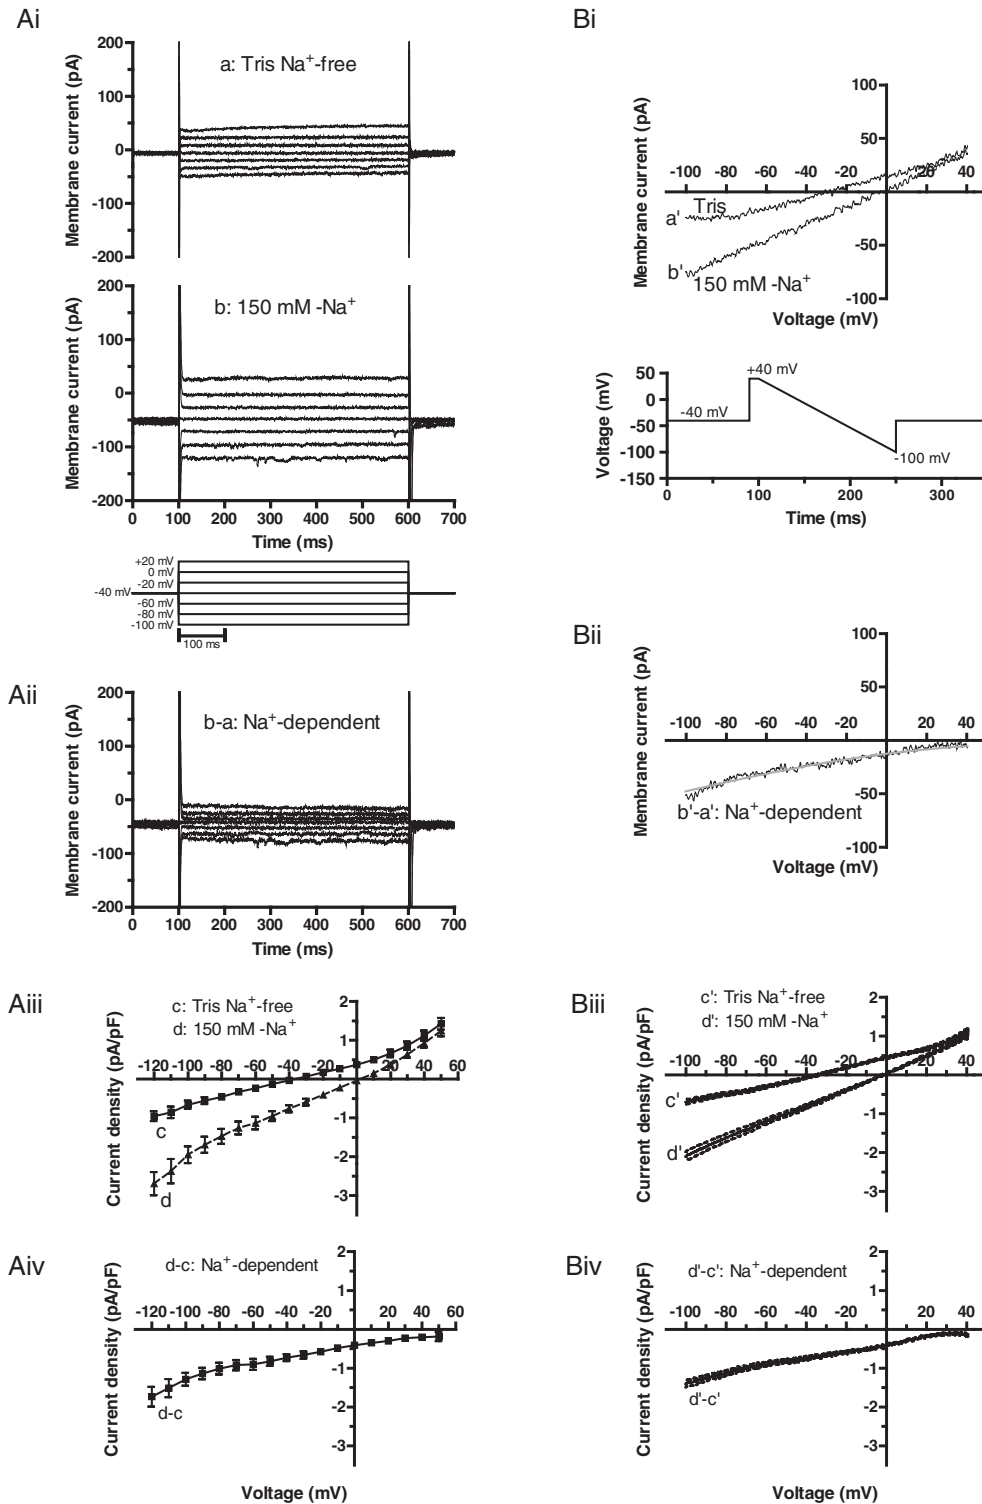 Ai
Membrane current (pA)
200
100
0
-100
-200
a: Tris Na⁺-free
Membrane current (pA)
200
100
0
-100
-200
b: 150 mM -Na⁺
0 100 200 300 400 500 600 700
Time (ms)
+20 mV
0 mV
-20 mV
-40 mV
-60 mV
-80 mV
-100 mV
100 ms
Aii
Membrane current (pA)
200
100
0
-100
-200
b-a: Na⁺-dependent
0 100 200 300 400 500 600 700
Time (ms)
Aiii
c: Tris Na⁺-free
d: 150 mM -Na⁺
Current density (pA/pF)
2
1
-120 -100 -80 -60 -40 -20 20 40 60
-1
-2
-3
c
d
Aiv
d-c: Na⁺-dependent
Current density (pA/pF)
2
1
-120 -100 -80 -60 -40 -20 20 40 60
-1
-2
-3
d-c
Voltage (mV)
Bi
Membrane current (pA)
100
50
-100 -80 -60 -40 -20 20 40
-50
-100
a' Tris
b' 150 mM -Na⁺
Voltage (mV)
Voltage (mV)
50
0
-50
-100
-150
-40 mV
+40 mV
-100 mV
0 100 200 300
Time (ms)
Bii
Membrane current (pA)
100
50
-100 -80 -60 -40 -20 20 40
-50
-100
b'-a': Na⁺-dependent
Voltage (mV)
Biii
c': Tris Na⁺-free
d': 150 mM -Na⁺
Current density (pA/pF)
2
1
-100 -80 -60 -40 -20 20 40
-1
-2
-3
c'
d'
Biv
d'-c': Na⁺-dependent
Current density (pA/pF)
2
1
-100 -80 -60 -40 -20 20 40
-1
-2
-3
d'-c'
Voltage (mV)